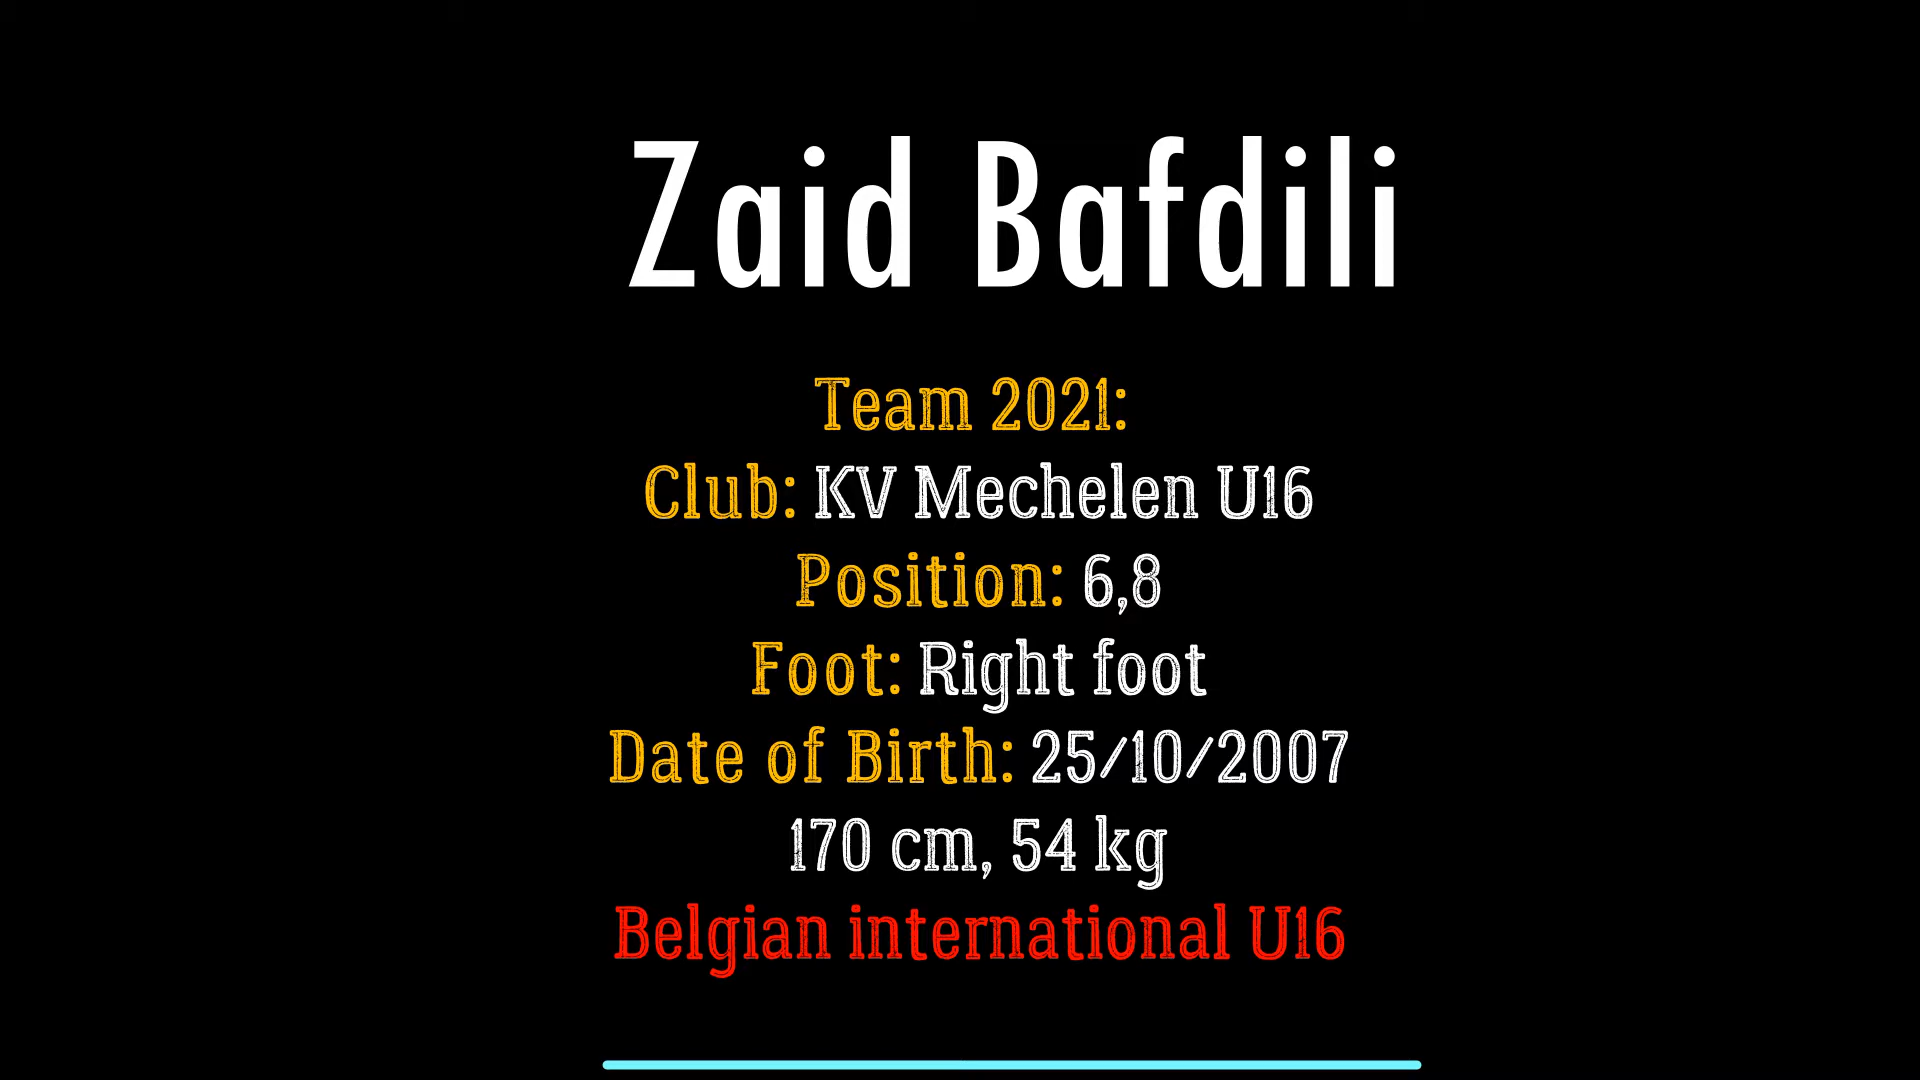 Zaid Bafdili
Team 2021:
Club: KV Mechelen U16
Position: 6,8
Foot: Right foot
Date of Birth: 25/10/2007
170 cm, 54 kg
Belgian international U16